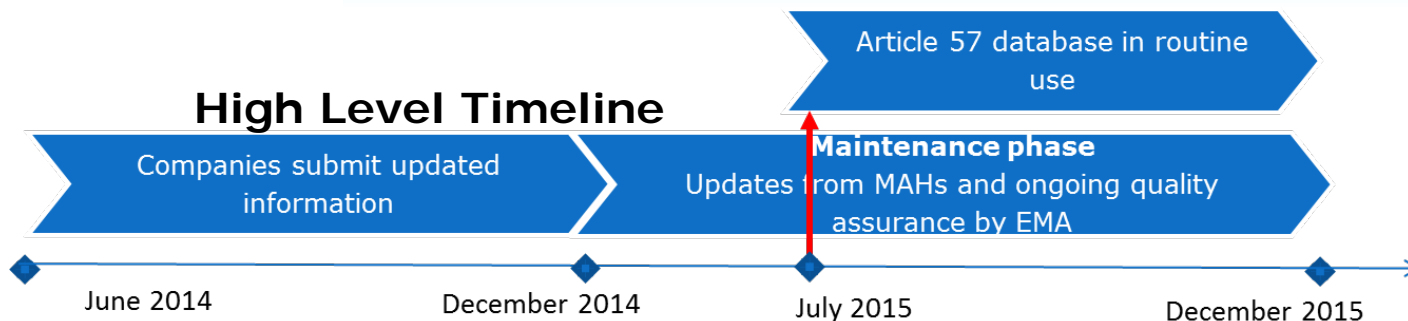 Article 57 database in routine
use
High Level Timeline
Companies submit updated
information
Maintenance phase
Updates from MAHs and ongoing quality
assurance by EMA
June 2014
December 2014
July 2015
December 2015